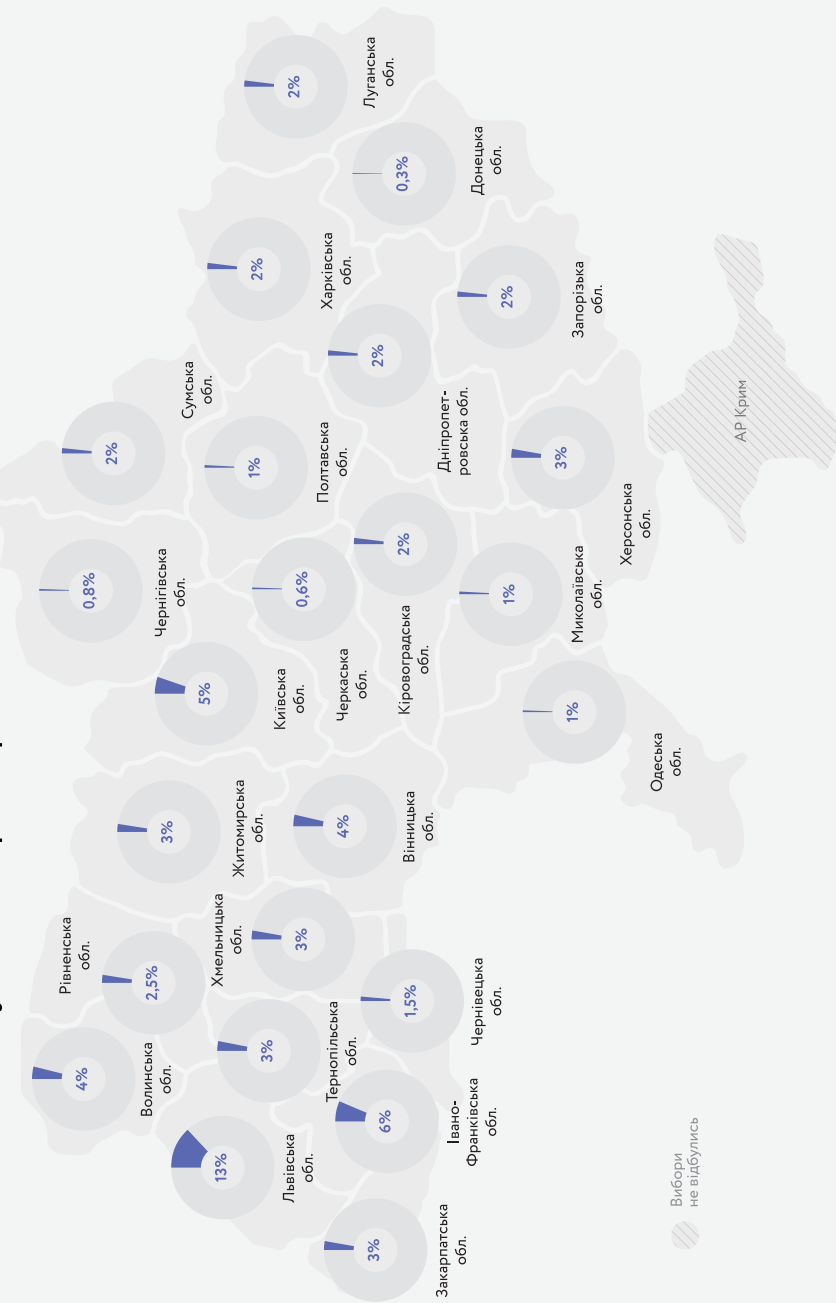 4%
Волинська
обл.
Рівненська
обл.
2,5%
3%
Житомирська
обл.
5%
Київська
обл.
0,8%
Чернігівська
обл.
2%
Сумська
обл.
13%
Львівська
обл.
3%
Тернопільська
обл.
Хмельницька
обл.
3%
4%
Вінницька
обл.
0,6%
Черкаська
обл.
1%
Полтавська
обл.
2%
Харківська
обл.
2%
Луганська
обл.
3%
Закарпатська
обл.
6%
Івано-
Франківська
обл.
1,5%
Чернівецька
обл.
2%
Кіровоградська
обл.
2%
Дніпропет-
ровська обл.
0,3%
Донецька
обл.
1%
Одеська
обл.
1%
Миколаївська
обл.
3%
Херсонська
обл.
2%
Запорізька
обл.
АР Крим
Вибори
не відбулись